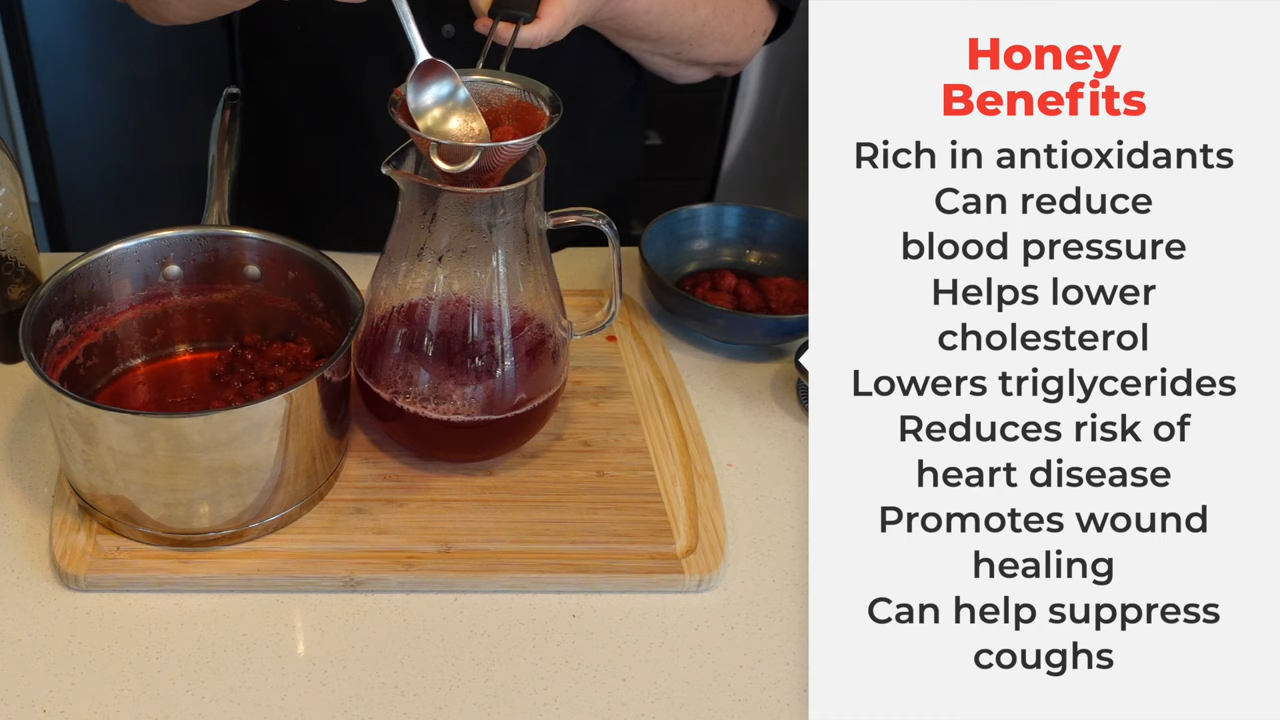 Honey
Benefits
Rich in antioxidants
Can reduce
blood pressure
Helps lower
cholesterol
Lowers triglycerides
Reduces risk of
heart disease
Promotes wound
healing
Can help suppress
coughs